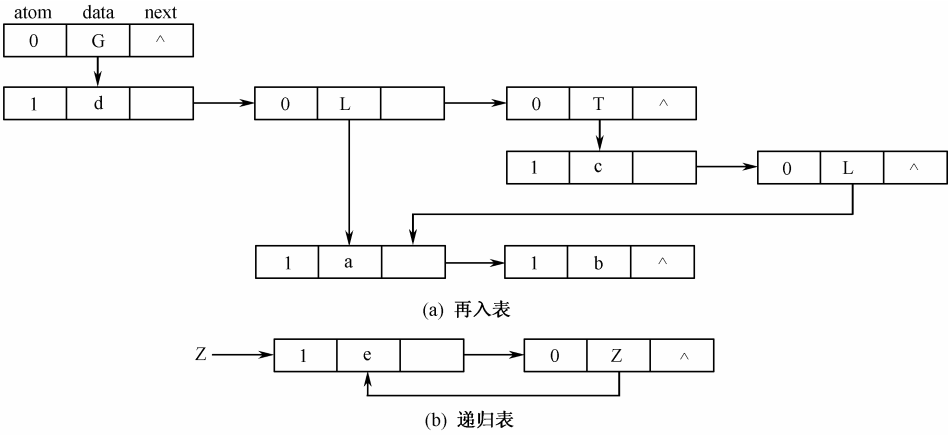 atom data next
0 G ^
1 d 0 L 0 T ^
1 c 0 L ^
1 a 1 b ^
(a) 再入表
Z 1 e 0 Z ^
(b) 递归表